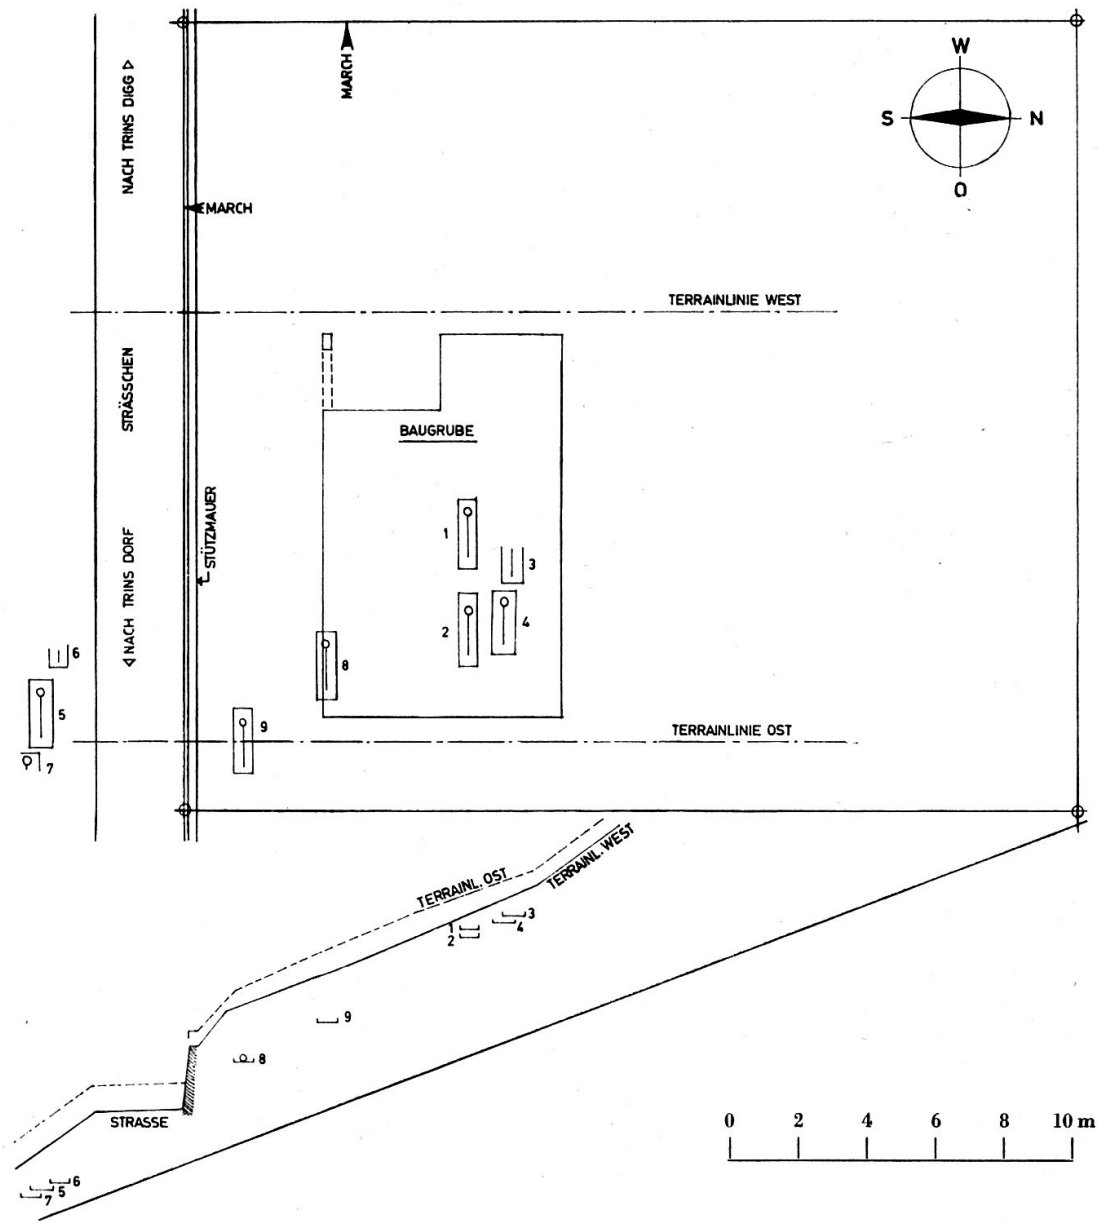 NACH TRINS DIGG ▷
MARCH
W
S
N
O
MARCH
TERRAINLINIE WEST
STRÄSSCHEN
BAUGRUBE
STÜTZMAUER
1
3
◁ NACH TRINS DORF
2
4
6
8
5
9
TERRAINLINIE OST
7
TERRAINL. OST
TERRAINL. WEST
3
1
4
2
9
8
STRASSE
0 2 4 6 8 10 m
6
5
7